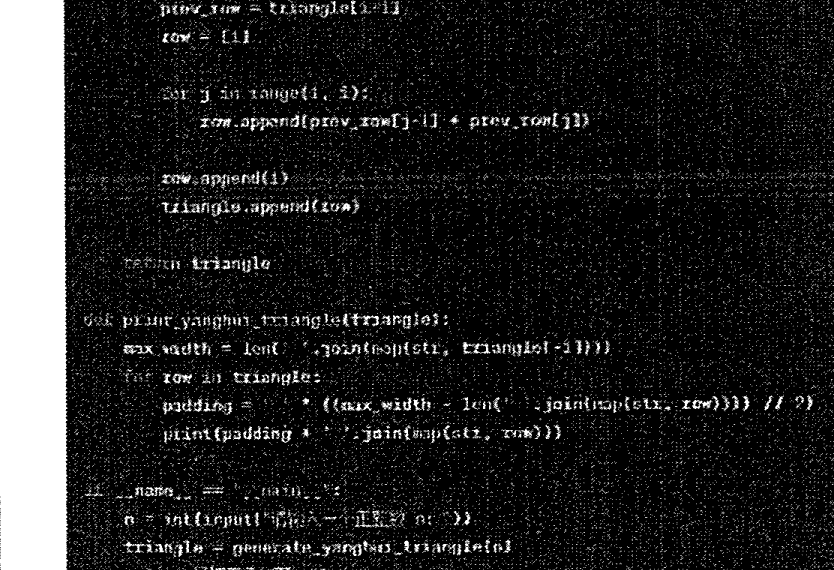 prev_row = triangle[i-1]
row = [1]
for j in range(1, i):
row.append(prev_row[j-1] + prev_row[j])
row.append(1)
triangle.append(row)
return triangle
def print_yanghui_triangle(triangle):
max_width = len(' '.join(map(str, triangle[-1])))
for row in triangle:
padding = ' ' * ((max_width - len(' '.join(map(str, row)))) // 2)
print(padding + ' '.join(map(str, row)))
if __name__ == '__main__':
n = int(input( n: "))
triangle = generate_yanghui_triangle(n)